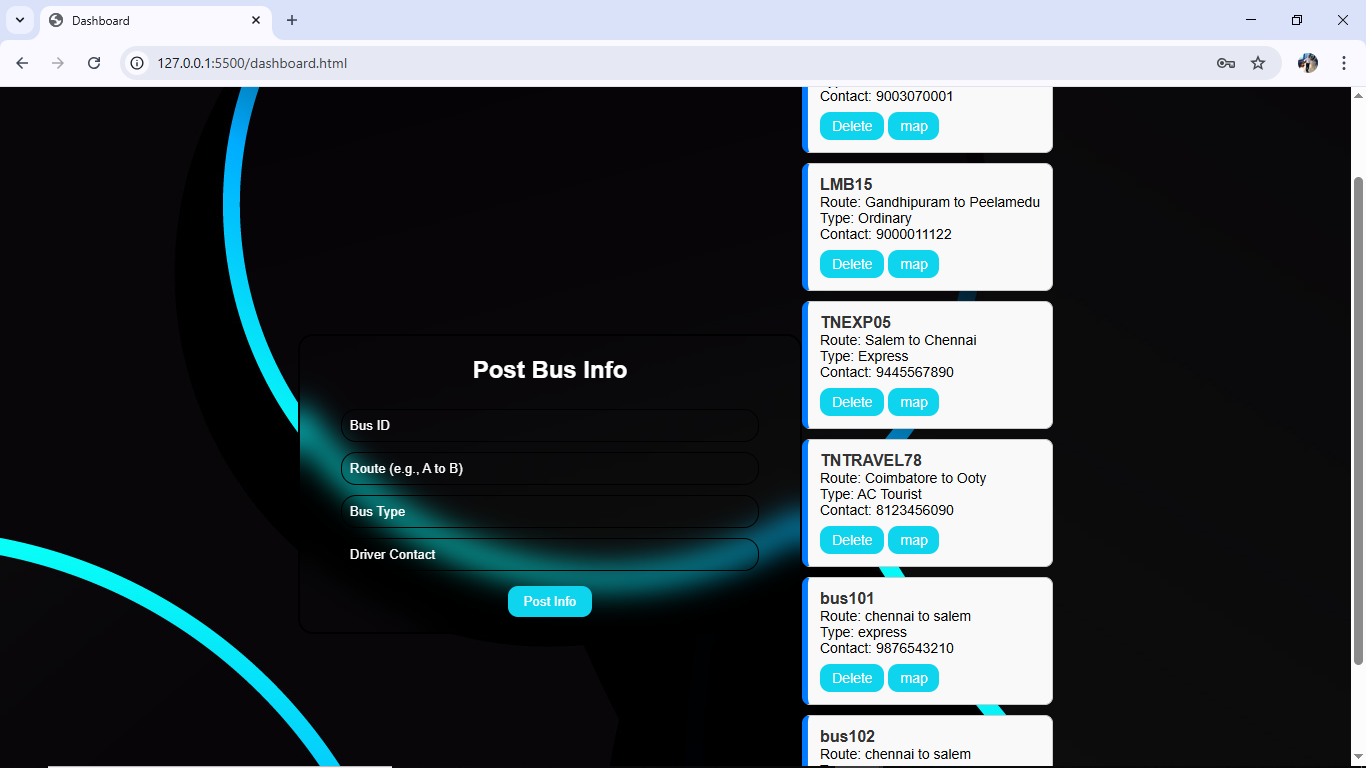 Dashboard
127.0.0.1:5500/dashboard.html
Contact: 9003070001
Delete map
LMB15
Route: Gandhipuram to Peelamedu
Type: Ordinary
Contact: 9000011122
Delete map
TNEXP05
Route: Salem to Chennai
Type: Express
Contact: 9445567890
Delete map
Post Bus Info
Bus ID
Route (e.g., A to B)
Bus Type
Driver Contact
Post Info
TNTRAVEL78
Route: Coimbatore to Ooty
Type: AC Tourist
Contact: 8123456090
Delete map
bus101
Route: chennai to salem
Type: express
Contact: 9876543210
Delete map
bus102
Route: chennai to salem